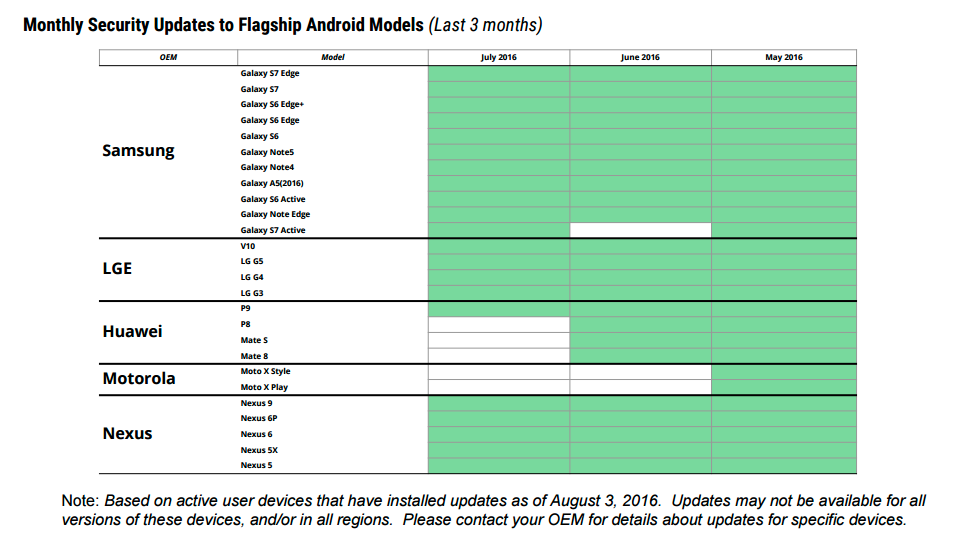 Monthly Security Updates to Flagship Android Models (Last 3 months)
OEM Model July 2016 June 2016 May 2016
Samsung
Galaxy S7 Edge
Galaxy S7
Galaxy S6 Edge+
Galaxy S6 Edge
Galaxy S6
Galaxy Note5
Galaxy Note4
Galaxy A5(2016)
Galaxy S6 Active
Galaxy Note Edge
Galaxy S7 Active
LGE
V10
LG G5
LG G4
LG G3
Huawei
P9
P8
Mate S
Mate 8
Motorola
Moto X Style
Moto X Play
Nexus
Nexus 9
Nexus 6P
Nexus 6
Nexus 5X
Nexus 5
Note: Based on active user devices that have installed updates as of August 3, 2016. Updates may not be available for all
versions of these devices, and/or in all regions. Please contact your OEM for details about updates for specific devices.